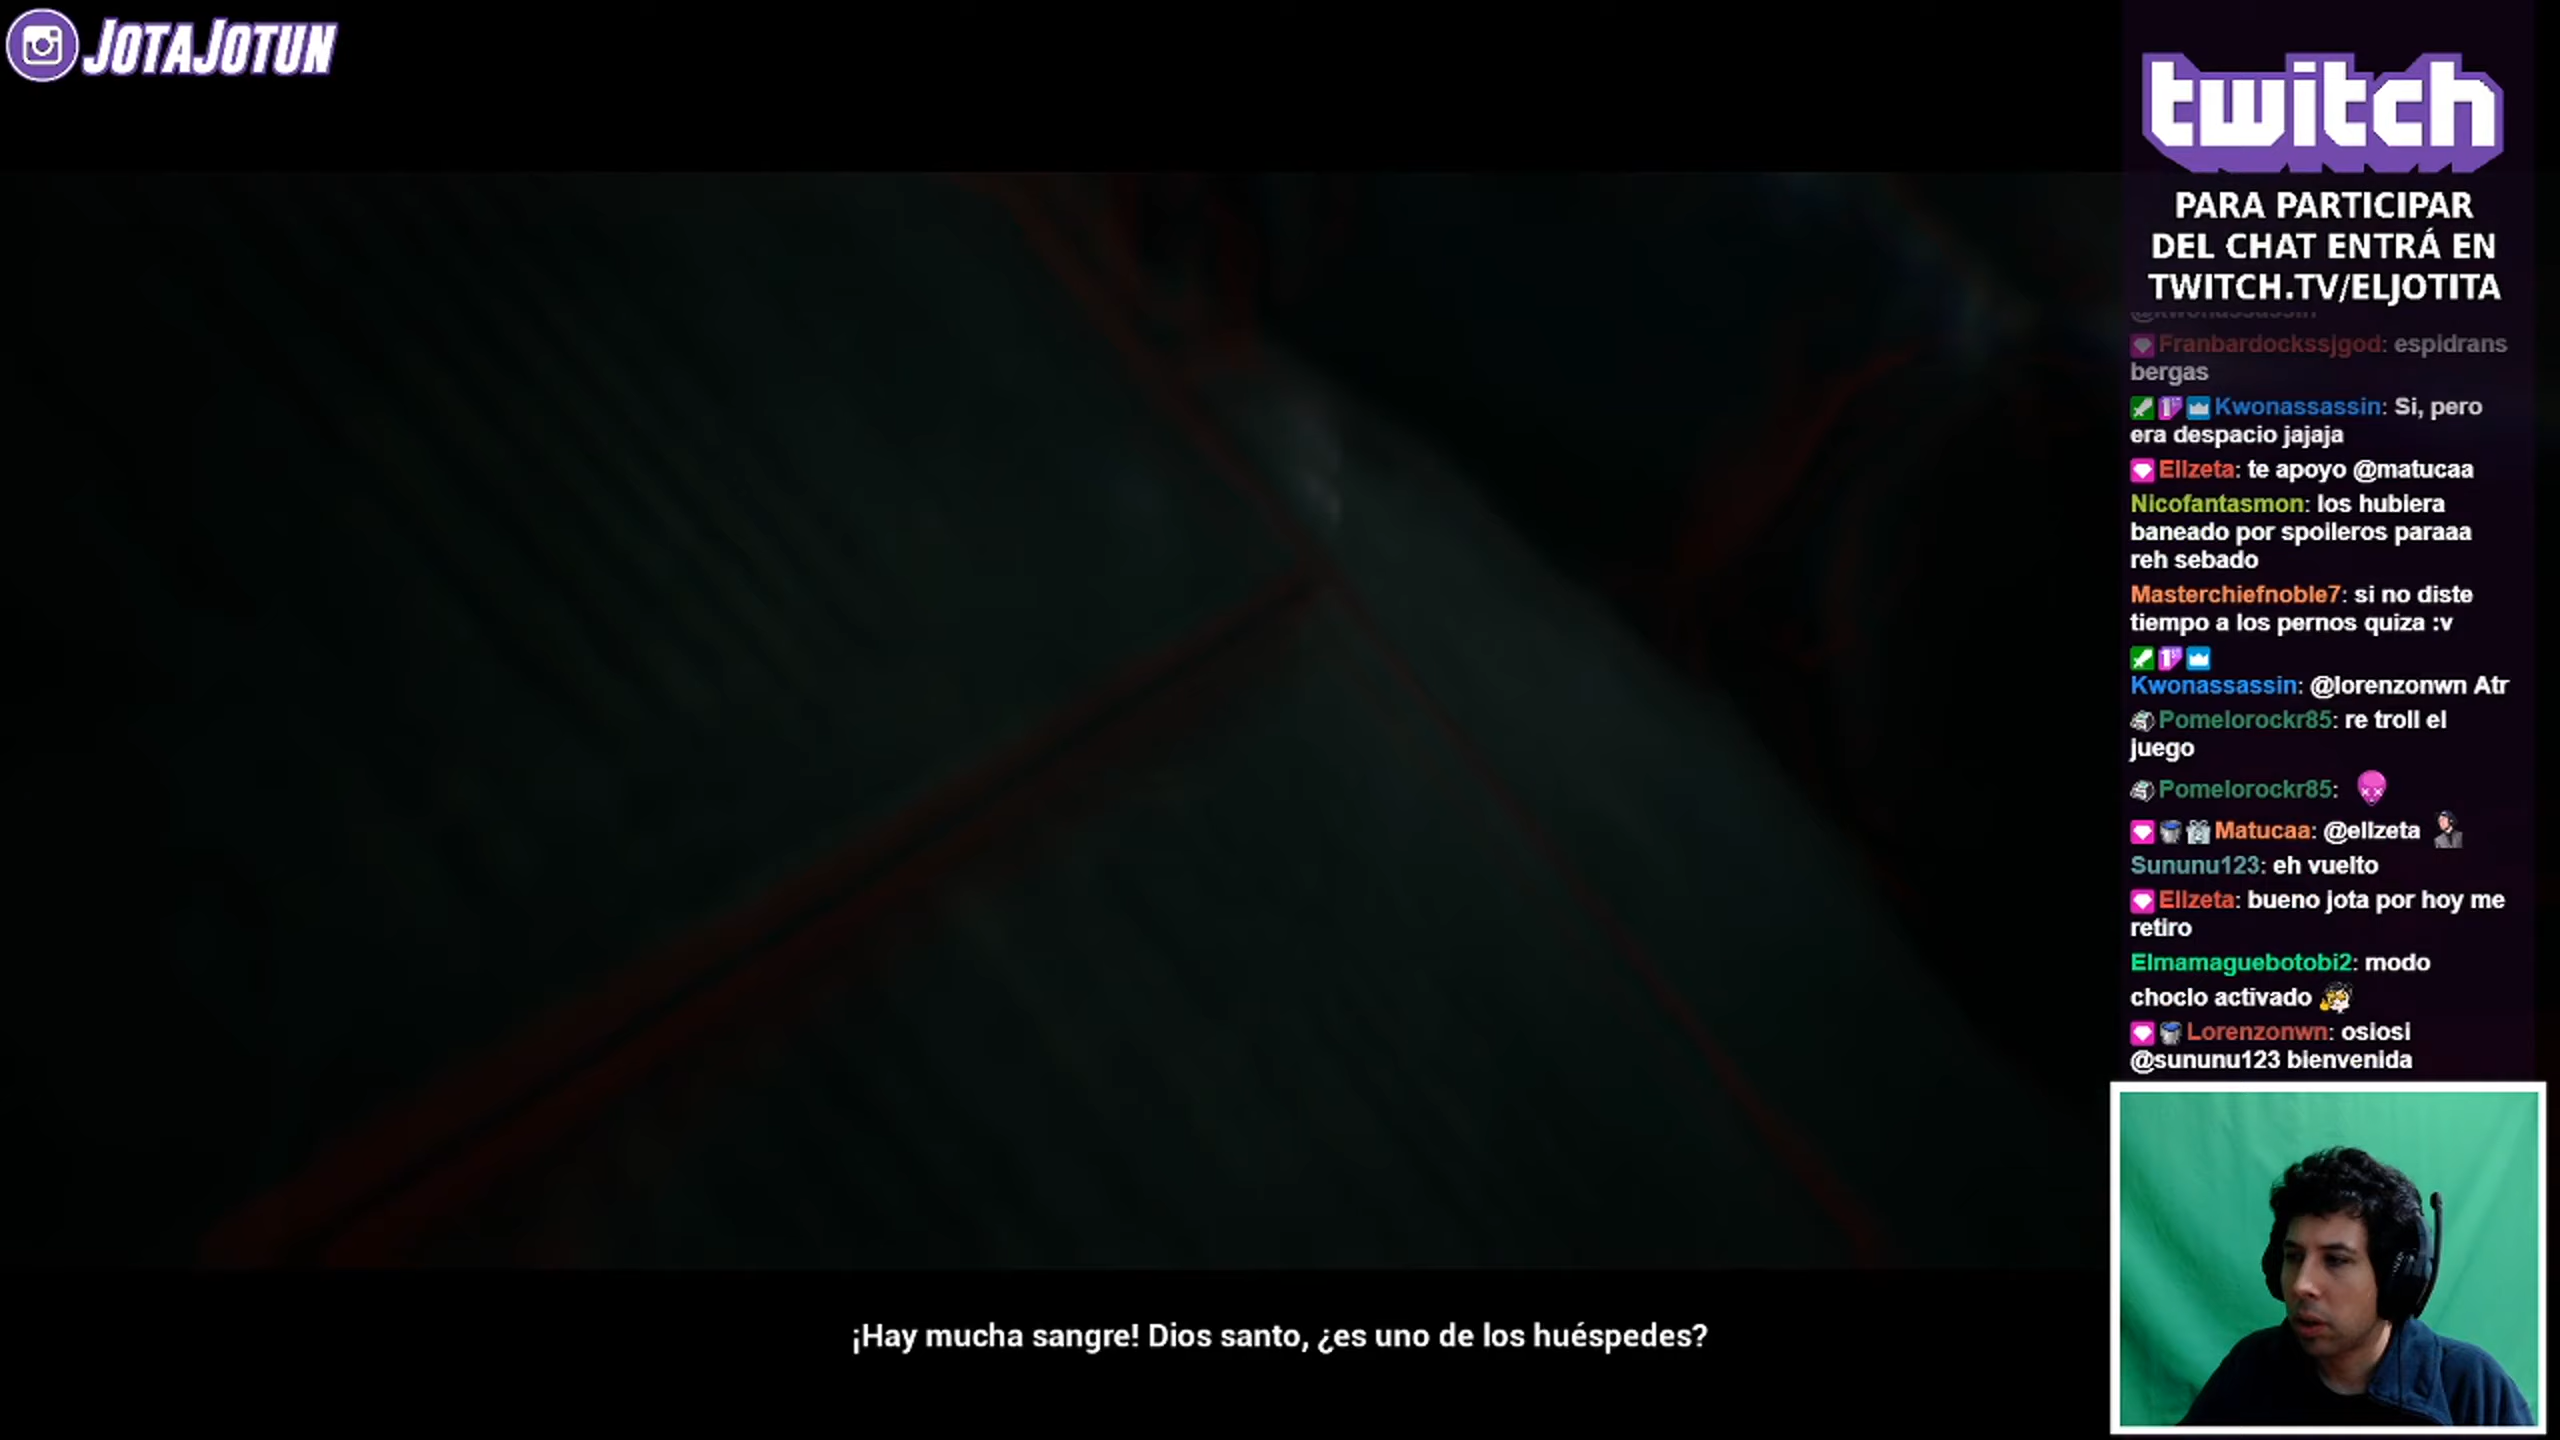 JOTAJOTUN
twitch
PARA PARTICIPAR
DEL CHAT ENTRÁ EN
TWITCH.TV/ELJOTITA
@kwonassassin
Franbardockssjgod: espidrans
bergas
Kwonassassin: Si, pero
era despacio jajaja
Ellzeta: te apoyo @matucaa
Nicofantasmon: los hubiera
baneado por spoileros paraaa
reh sebado
Masterchiefnoble7: si no diste
tiempo a los pernos quiza :v
Kwonassassin: @lorenzonwn Atr
Pomelorockr85: re troll el
juego
Pomelorockr85:
Matucaa: @ellzeta
Sununu123: eh vuelto
Ellzeta: bueno jota por hoy me
retiro
Elmamaguebotobi2: modo
choclo activado
Lorenzonwn: osiosi
@sununu123 bienvenida
¡Hay mucha sangre! Dios santo, ¿es uno de los huéspedes?